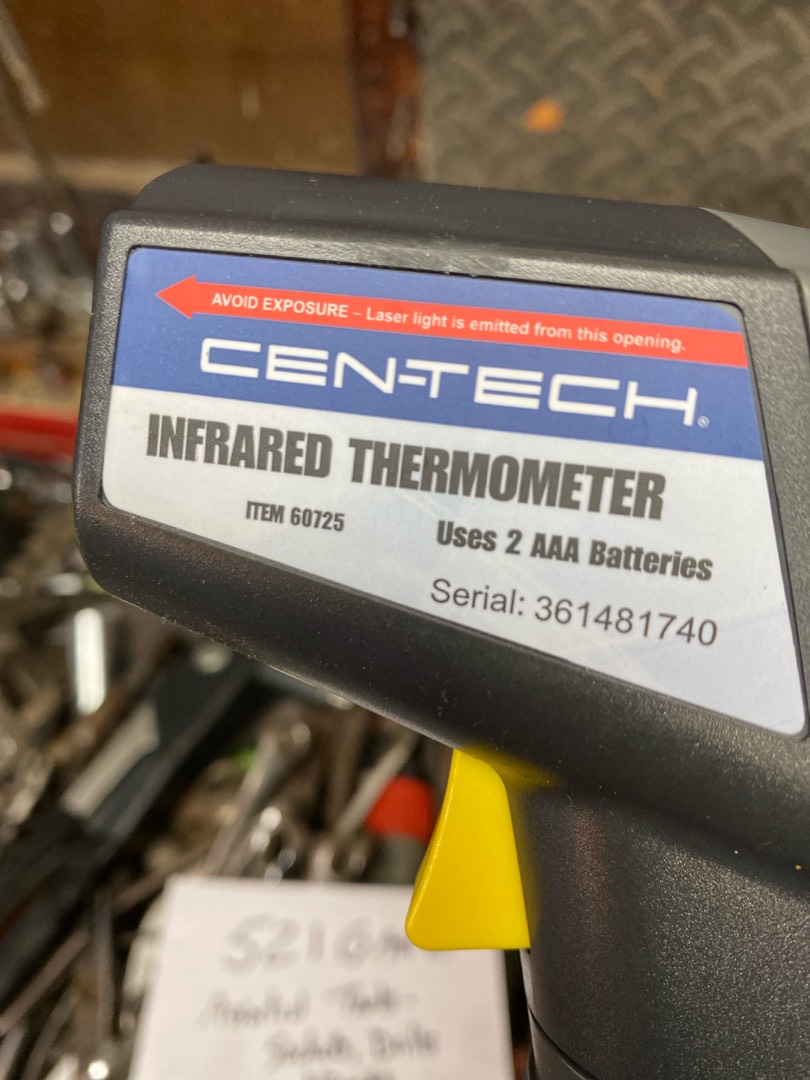 AVOID EXPOSURE – Laser light is emitted from this opening.
CEN-TECH®
INFRARED THERMOMETER
ITEM 60725
Uses 2 AAA Batteries
Serial: 361481740